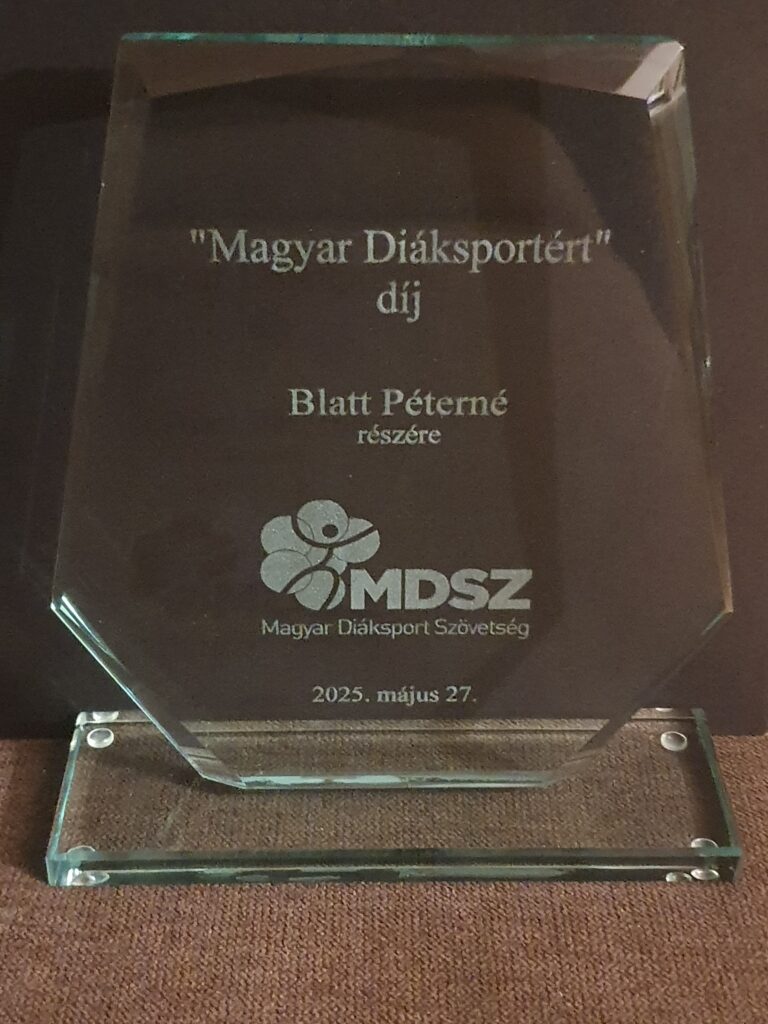 "Magyar Diáksportért"
díj
Blatt Péterné
részére
MDSZ
Magyar Diáksport Szövetség
2025. május 27.